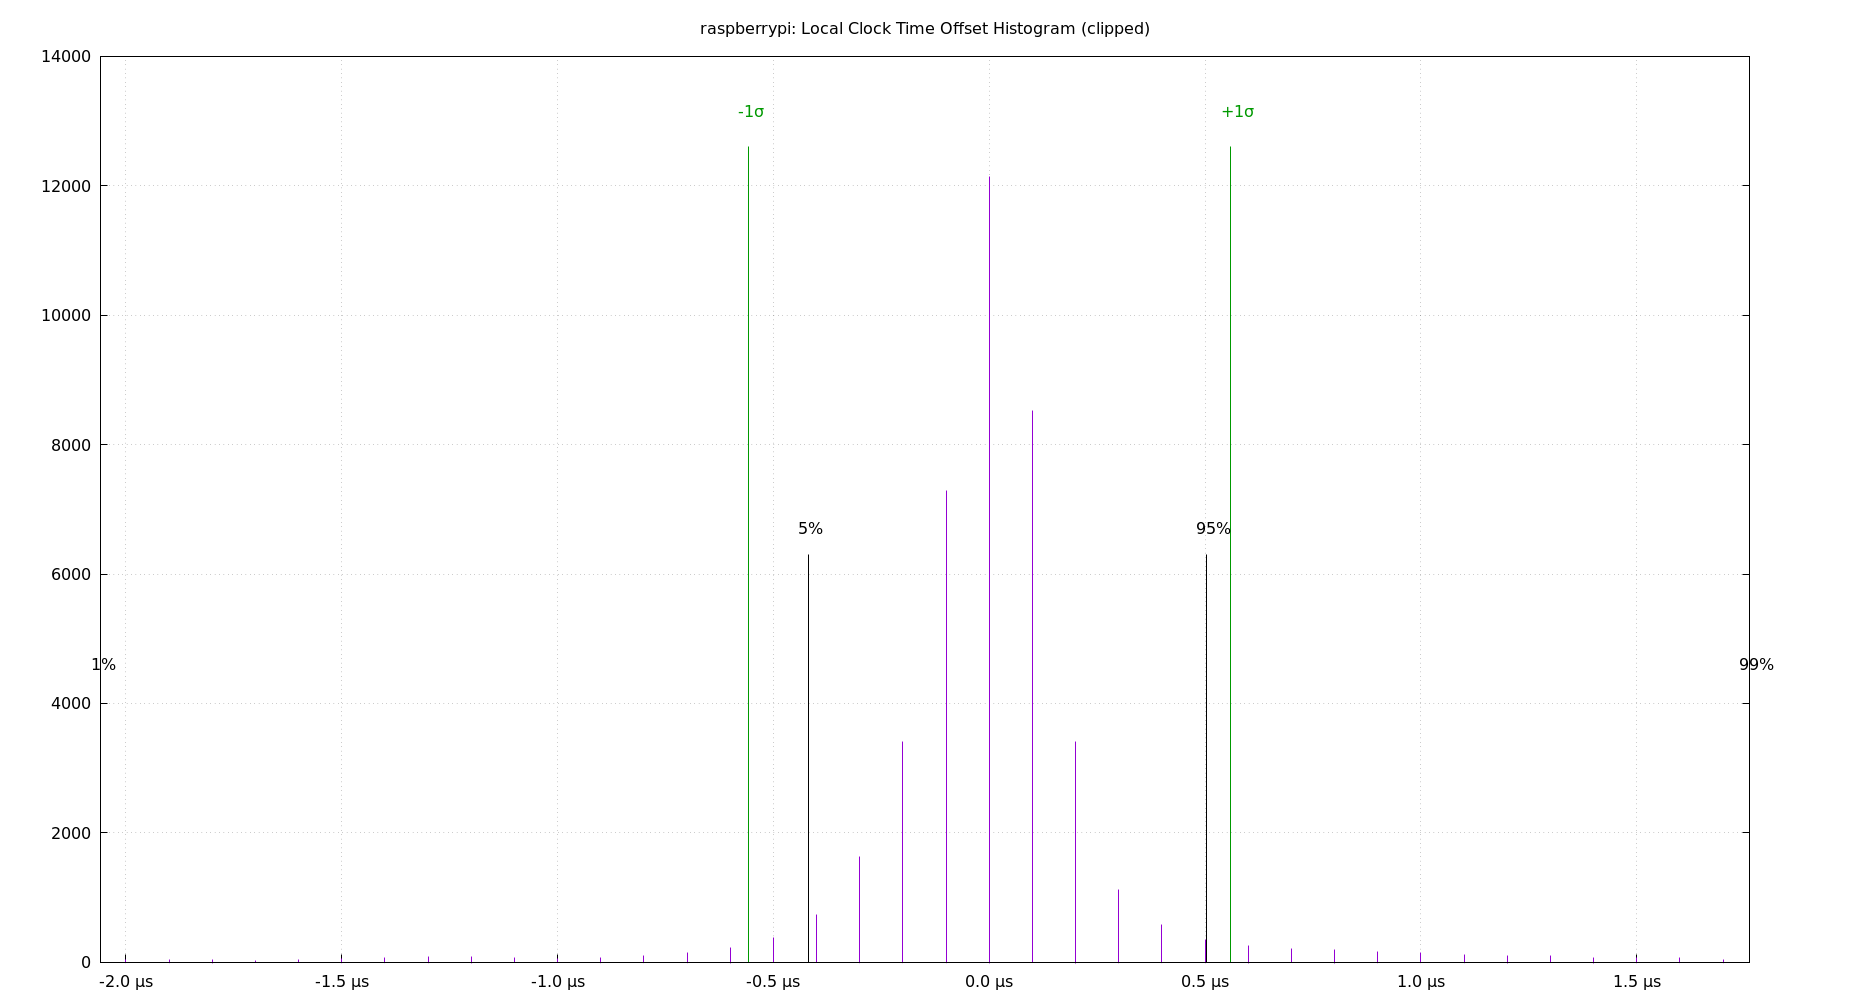 raspberrypi: Local Clock Time Offset Histogram (clipped)
14000
-1σ
+1σ
12000
10000
8000
5%
95%
6000
1%
99%
4000
2000
0
-2.0 µs
-1.5 µs
-1.0 µs
-0.5 µs
0.0 µs
0.5 µs
1.0 µs
1.5 µs